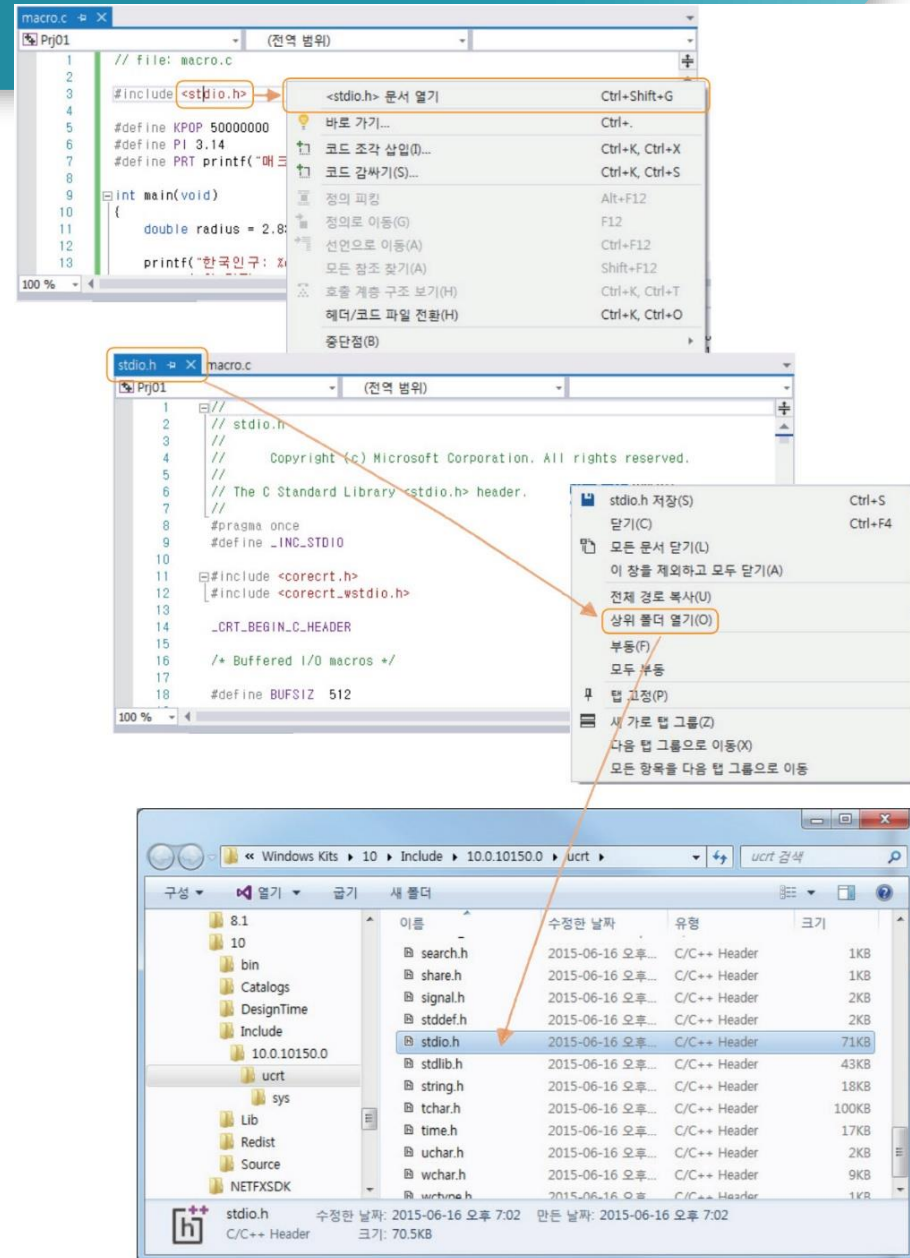 macro.c
Prj01 (전역 범위)
1 // file: macro.c
2
3 #include <stdio.h>
4
5 #define KPOP 50000000
6 #define PI 3.14
7 #define PRT printf("매크
8
9 int main(void)
10 {
11 double radius = 2.8
12
13 printf("한국인구: %
100 %
<stdio.h> 문서 열기 Ctrl+Shift+G
바로 가기... Ctrl+.
코드 조각 삽입(I)... Ctrl+K, Ctrl+X
코드 감싸기(S)... Ctrl+K, Ctrl+S
정의 피킹 Alt+F12
정의로 이동(G) F12
선언으로 이동(A) Ctrl+F12
모든 참조 찾기(A) Shift+F12
호출 계층 구조 보기(H) Ctrl+K, Ctrl+T
헤더/코드 파일 전환(H) Ctrl+K, Ctrl+O
중단점(B)
stdio.h macro.c
Prj01 (전역 범위)
1 //
2 // stdio.h
3 //
4 // Copyright (c) Microsoft Corporation. All rights reserved.
5 //
6 // The C Standard Library <stdio.h> header.
7 //
8 #pragma once
9 #define _INC_STDIO
10
11 #include <corecrt.h>
12 #include <corecrt_wstdio.h>
13
14 _CRT_BEGIN_C_HEADER
15
16 /* Buffered I/O macros */
17
18 #define BUFSIZ 512
100 %
stdio.h 저장(S) Ctrl+S
닫기(C) Ctrl+F4
모든 문서 닫기(L)
이 창을 제외하고 모두 닫기(A)
전체 경로 복사(U)
상위 폴더 열기(O)
부동(F)
모두 부동
탭 고정(P)
새 가로 탭 그룹(Z)
다음 탭 그룹으로 이동(X)
모든 항목을 다음 탭 그룹으로 이동
« Windows Kits ▸ 10 ▸ Include ▸ 10.0.10150.0 ▸ ucrt ▸ ucrt 검색
구성 열기 굽기 새 폴더
8.1
10
bin
Catalogs
DesignTime
Include
10.0.10150.0
ucrt
sys
Lib
Redist
Source
NETFXSDK
이름 수정한 날짜 유형 크기
search.h 2015-06-16 오후... C/C++ Header 1KB
share.h 2015-06-16 오후... C/C++ Header 1KB
signal.h 2015-06-16 오후... C/C++ Header 2KB
stddef.h 2015-06-16 오후... C/C++ Header 2KB
stdio.h 2015-06-16 오후... C/C++ Header 71KB
stdlib.h 2015-06-16 오후... C/C++ Header 43KB
string.h 2015-06-16 오후... C/C++ Header 18KB
tchar.h 2015-06-16 오후... C/C++ Header 100KB
time.h 2015-06-16 오후... C/C++ Header 17KB
uchar.h 2015-06-16 오후... C/C++ Header 2KB
wchar.h 2015-06-16 오후... C/C++ Header 9KB
wctype.h 2015-06-16 오후... C/C++ Header 1KB
stdio.h 수정한 날짜: 2015-06-16 오후 7:02 만든 날짜: 2015-06-16 오후 7:02
C/C++ Header 크기: 70.5KB